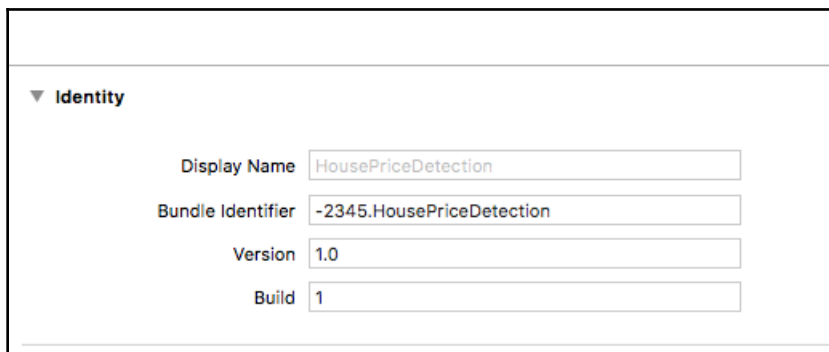 Identity
Display Name HousePriceDetection
Bundle Identifier -2345.HousePriceDetection
Version 1.0
Build 1